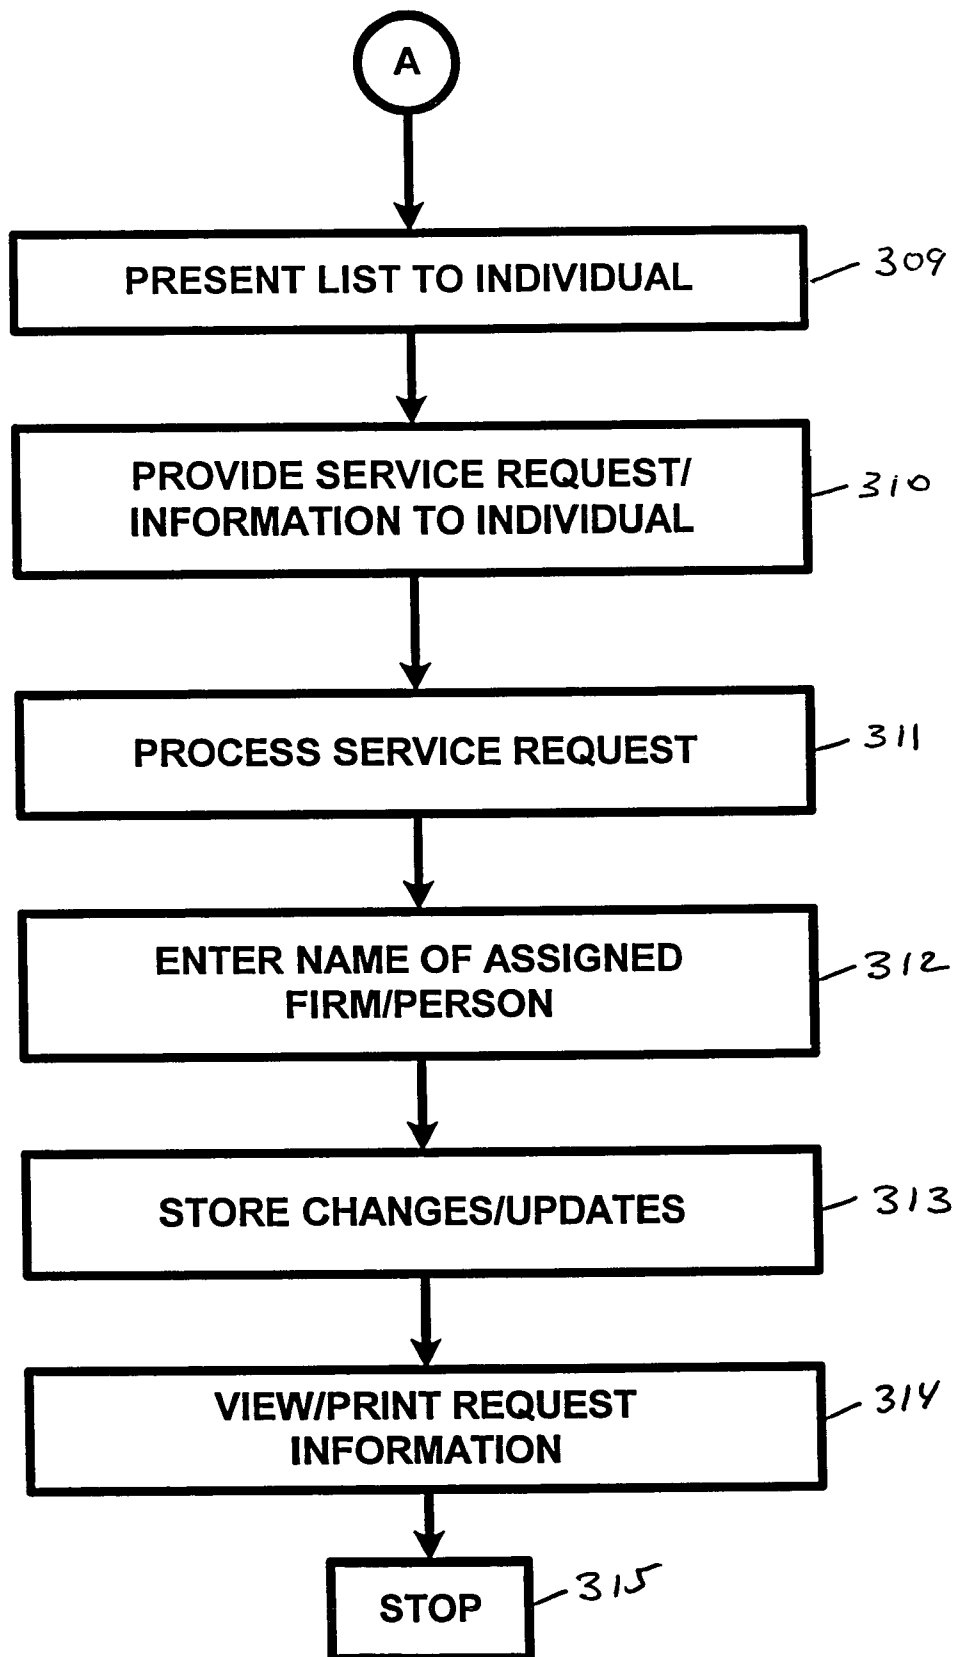 A
PRESENT LIST TO INDIVIDUAL
309
PROVIDE SERVICE REQUEST/
INFORMATION TO INDIVIDUAL
310
PROCESS SERVICE REQUEST
311
ENTER NAME OF ASSIGNED
FIRM/PERSON
312
STORE CHANGES/UPDATES
313
VIEW/PRINT REQUEST
INFORMATION
314
STOP
315